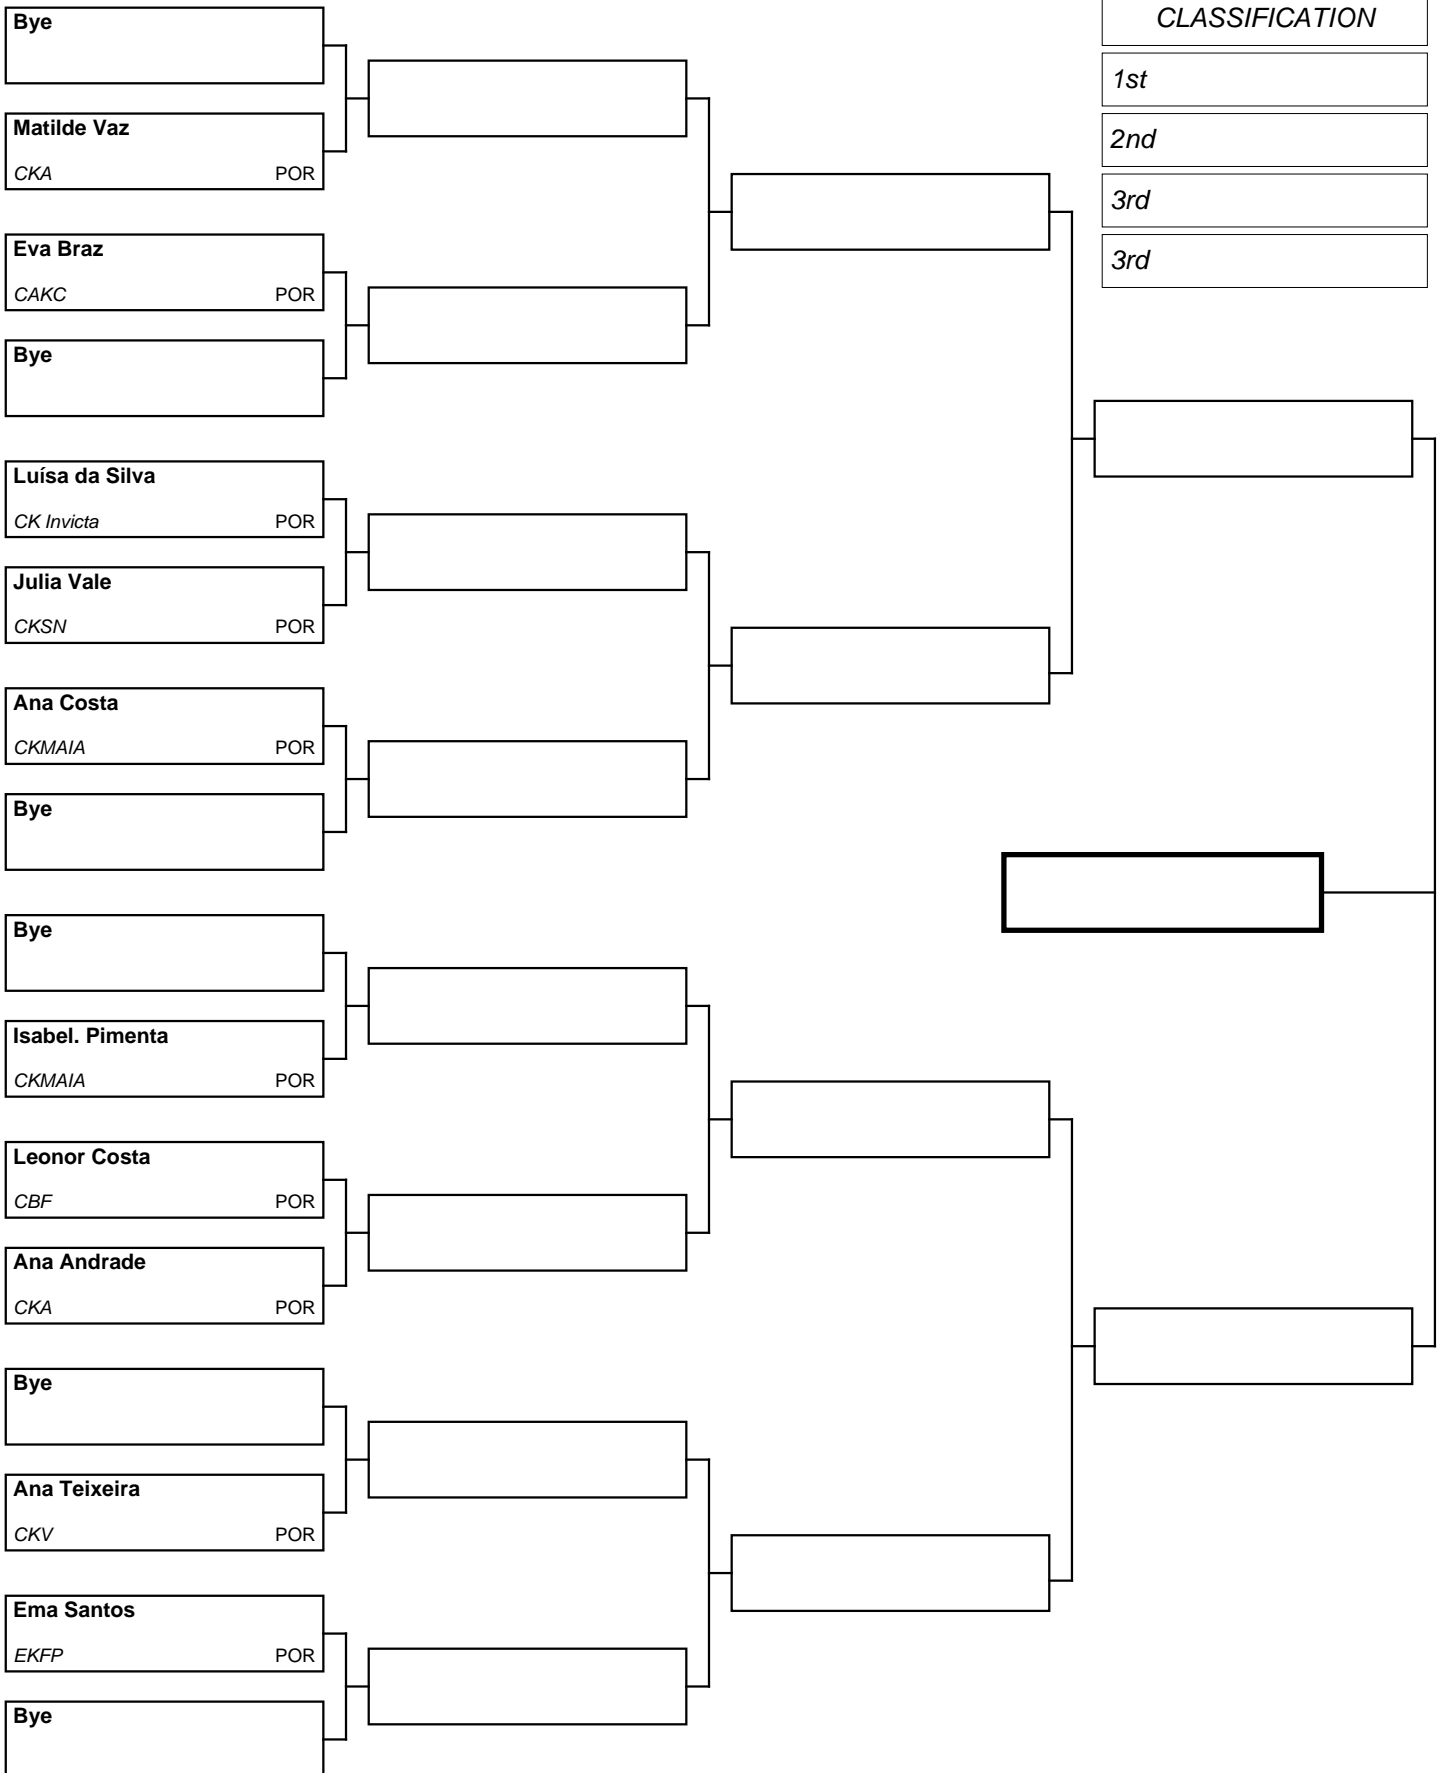 Bye
Matilde Vaz
CKA POR
Eva Braz
CAKC POR
Bye
Luísa da Silva
CK Invicta POR
Julia Vale
CKSN POR
Ana Costa
CKMAIA POR
Bye
Bye
Isabel. Pimenta
CKMAIA POR
Leonor Costa
CBF POR
Ana Andrade
CKA POR
Bye
Ana Teixeira
CKV POR
Ema Santos
EKFP POR
Bye
CLASSIFICATION
1st
2nd
3rd
3rd